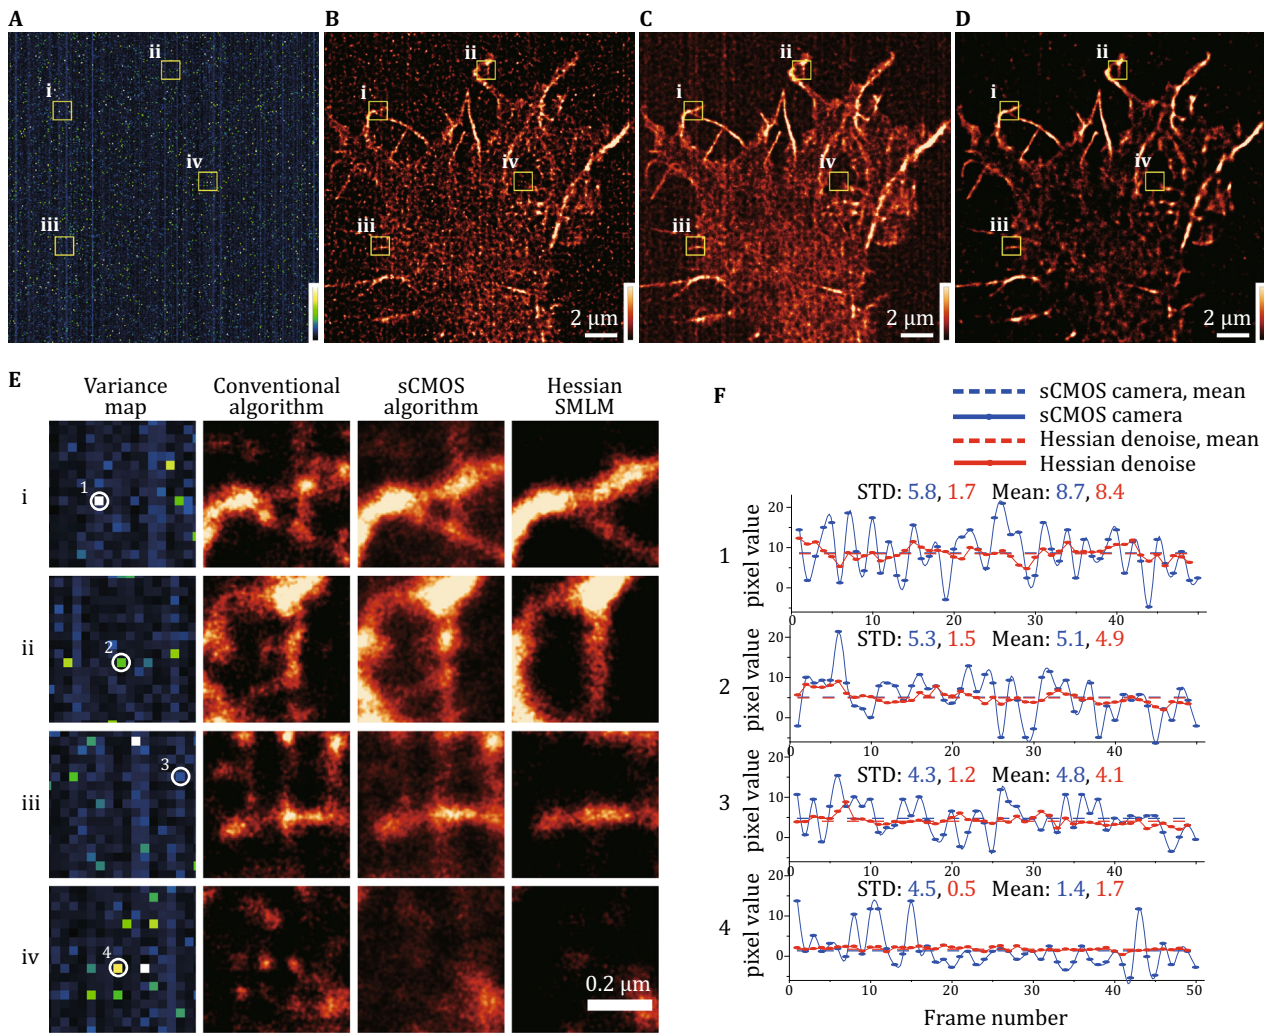 A B C D
ii ii ii ii
i i i i
iv iv iv iv
iii iii iii iii
2 μm 2 μm 2 μm
E
Variance map
Conventional algorithm
sCMOS algorithm
Hessian SMLM
i
1
ii
2
iii
3
iv
4
0.2 μm
F
sCMOS camera, mean
sCMOS camera
Hessian denoise, mean
Hessian denoise
STD: 5.8, 1.7 Mean: 8.7, 8.4
1
pixel value
20
10
0
0 10 20 30 40
STD: 5.3, 1.5 Mean: 5.1, 4.9
2
pixel value
20
10
0
0 10 20 30 40
STD: 4.3, 1.2 Mean: 4.8, 4.1
3
pixel value
20
10
0
0 10 20 30 40
STD: 4.5, 0.5 Mean: 1.4, 1.7
4
pixel value
20
10
0
0 10 20 30 40 50
Frame number